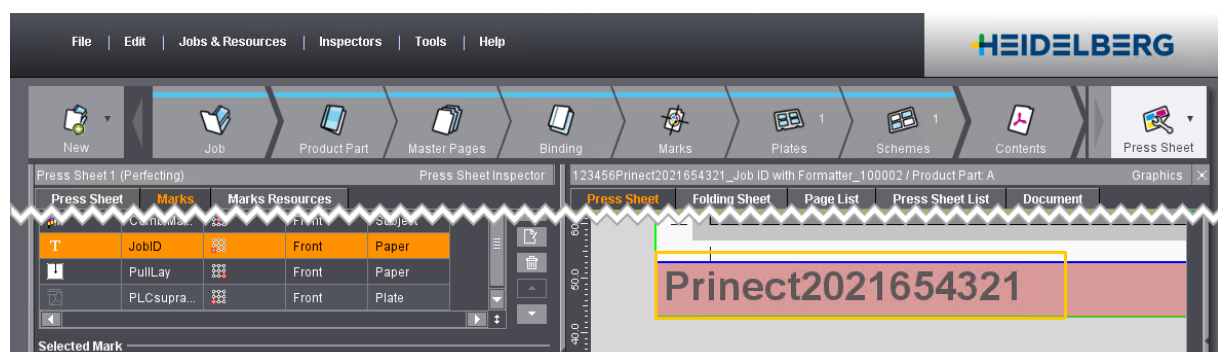 File | Edit | Jobs & Resources | Inspectors | Tools | Help
HEIDELBERG
New Job Product Part Master Pages Binding Marks Plates 1 Schemes 1 Contents Press Sheet
Press Sheet 1 (Perfecting) Press Sheet Inspector
123456Prinect2021654321_Job ID with Formatter_100002 / Product Part: A Graphics
Press Sheet Marks Marks Resources
Press Sheet Folding Sheet Page List Press Sheet List Document
Front Subject
T JobID Front Paper
PullLay Front Paper
PLCsupra... Front Plate
Selected Mark
50.0
40.0
Prinect2021654321